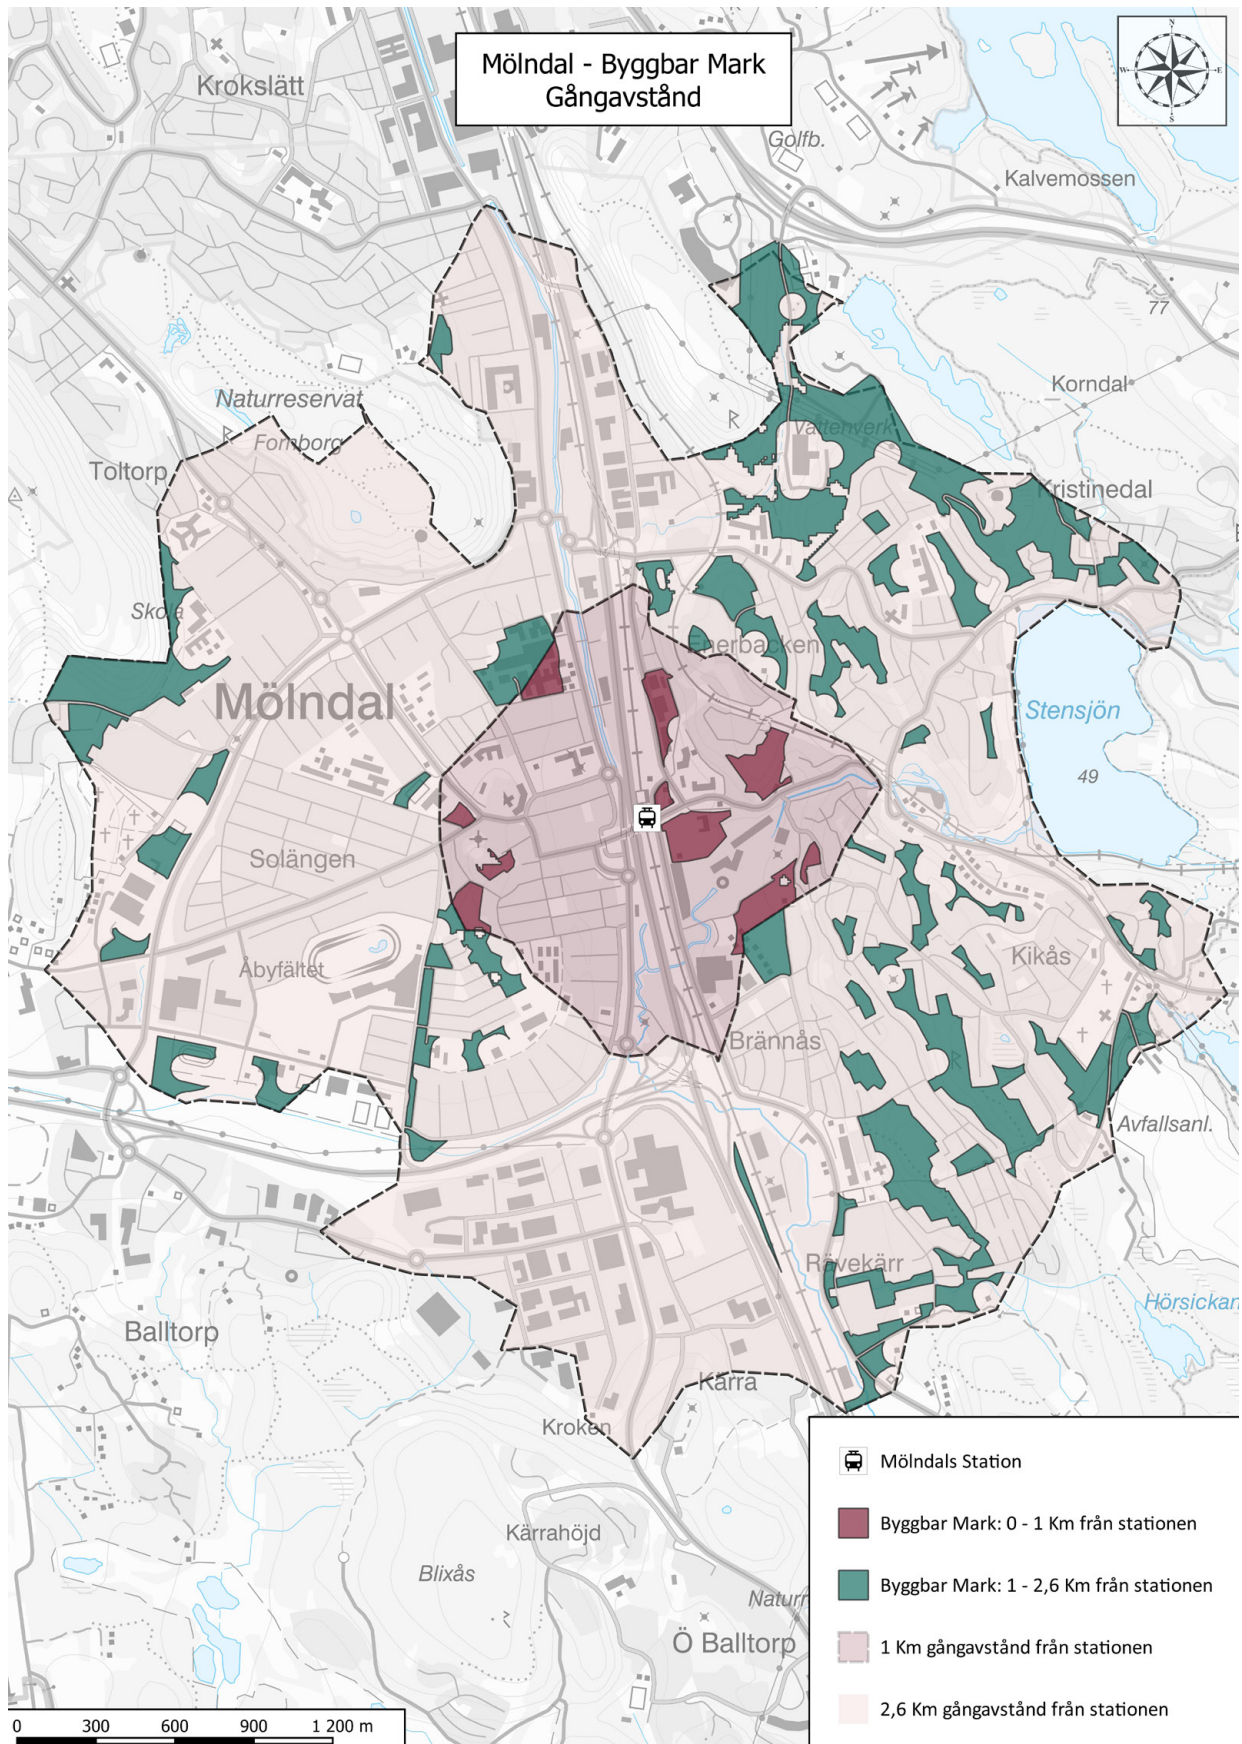 Mölndal - Byggbar Mark
Gångavstånd
N
W
E
S
Krokslätt
Golfb.
Kalvemossen
77
Naturreservat
Fornborg
Toltorp
Korndal
Vattenverk
Kristinedal
Skola
Enerbacken
Mölndal
Stensjön
49
Solängen
Åbyfältet
Kikås
Brännås
Avfallsanl.
Rävekärr
Hörsickan
Balltorp
Kärra
Kroken
Kärrahöjd
Blixås
Naturr
Ö Balltorp
Mölndals Station
Byggbar Mark: 0 - 1 Km från stationen
Byggbar Mark: 1 - 2,6 Km från stationen
1 Km gångavstånd från stationen
2,6 Km gångavstånd från stationen
0 300 600 900 1 200 m